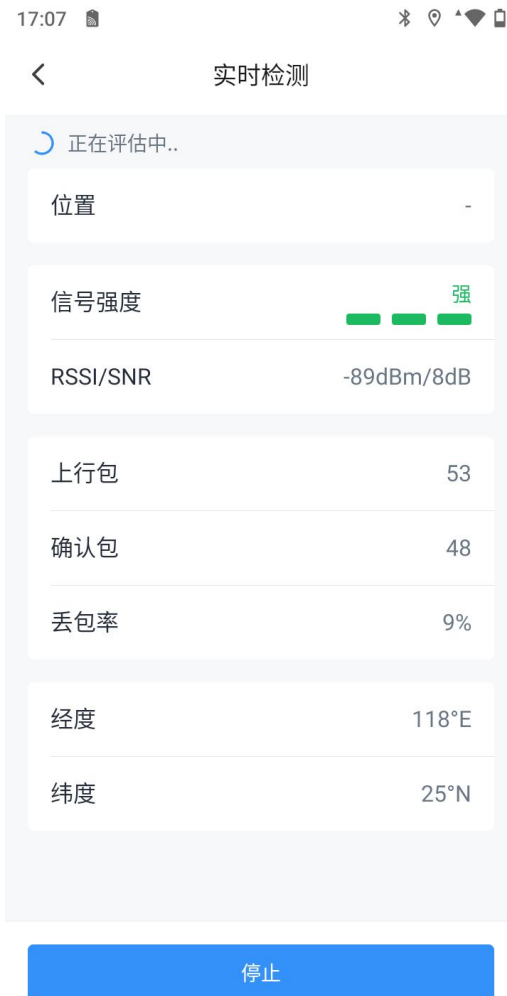 17:07
实时检测
正在评估中..
位置 -
信号强度 强
RSSI/SNR -89dBm/8dB
上行包 53
确认包 48
丢包率 9%
经度 118°E
纬度 25°N
停止